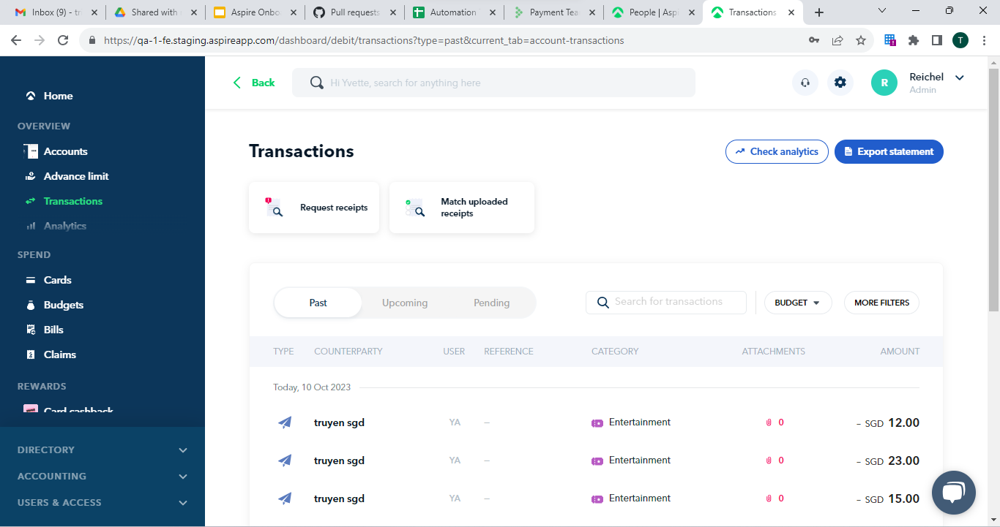 Inbox (9) - tr
Shared with
Aspire Onbo
Pull requests
Automation
Payment Tea
People | Aspi
Transactions
https://qa-1-fe.staging.aspireapp.com/dashboard/debit/transactions?type=past&current_tab=account-transactions
T
Home
OVERVIEW
Accounts
Advance limit
Transactions
Analytics
SPEND
Cards
Budgets
Bills
Claims
REWARDS
Card cashback
DIRECTORY
ACCOUNTING
USERS & ACCESS
Back
Hi Yvette, search for anything here
R
Reichel
Admin
Transactions
Check analytics
Export statement
Request receipts
Match uploaded
receipts
Past
Upcoming
Pending
Search for transactions
BUDGET
MORE FILTERS
TYPE COUNTERPARTY USER REFERENCE CATEGORY ATTACHMENTS AMOUNT
Today, 10 Oct 2023
truyen sgd YA – Entertainment 0 – SGD 12.00
truyen sgd YA – Entertainment 0 – SGD 23.00
truyen sgd YA – Entertainment 0 – SGD 15.00